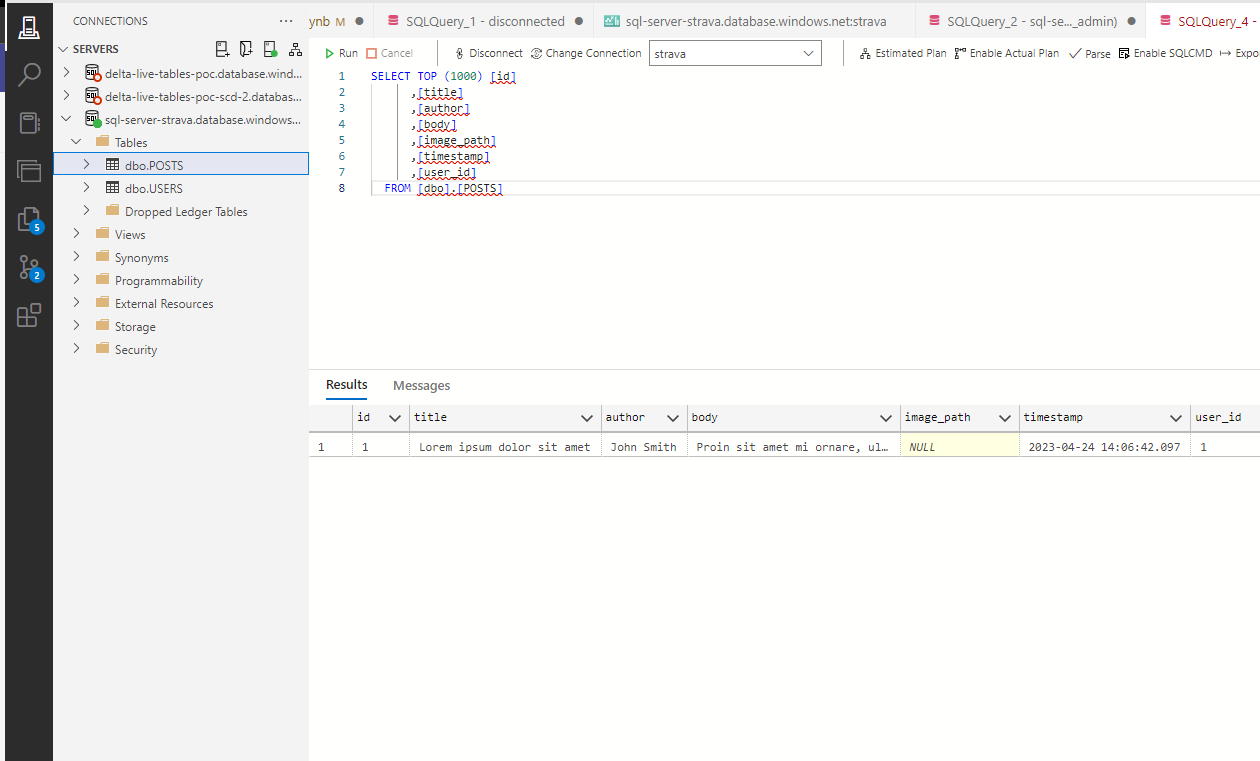 CONNECTIONS
SERVERS
delta-live-tables-poc.database.wind...
delta-live-tables-poc-scd-2.databas...
sql-server-strava.database.windows...
Tables
dbo.POSTS
dbo.USERS
Dropped Ledger Tables
Views
Synonyms
Programmability
External Resources
Storage
Security
5
2
ynb M
SQLQuery_1 - disconnected
sql-server-strava.database.windows.net:strava
SQLQuery_2 - sql-se..._admin)
SQLQuery_4 -
Run Cancel Disconnect Change Connection strava Estimated Plan Enable Actual Plan Parse Enable SQLCMD Expo
1 SELECT TOP (1000) [id]
2 ,[title]
3 ,[author]
4 ,[body]
5 ,[image_path]
6 ,[timestamp]
7 ,[user_id]
8 FROM [dbo].[POSTS]
Results Messages
id title author body image_path timestamp user_id
1 1 Lorem ipsum dolor sit amet John Smith Proin sit amet mi ornare, ul… NULL 2023-04-24 14:06:42.097 1